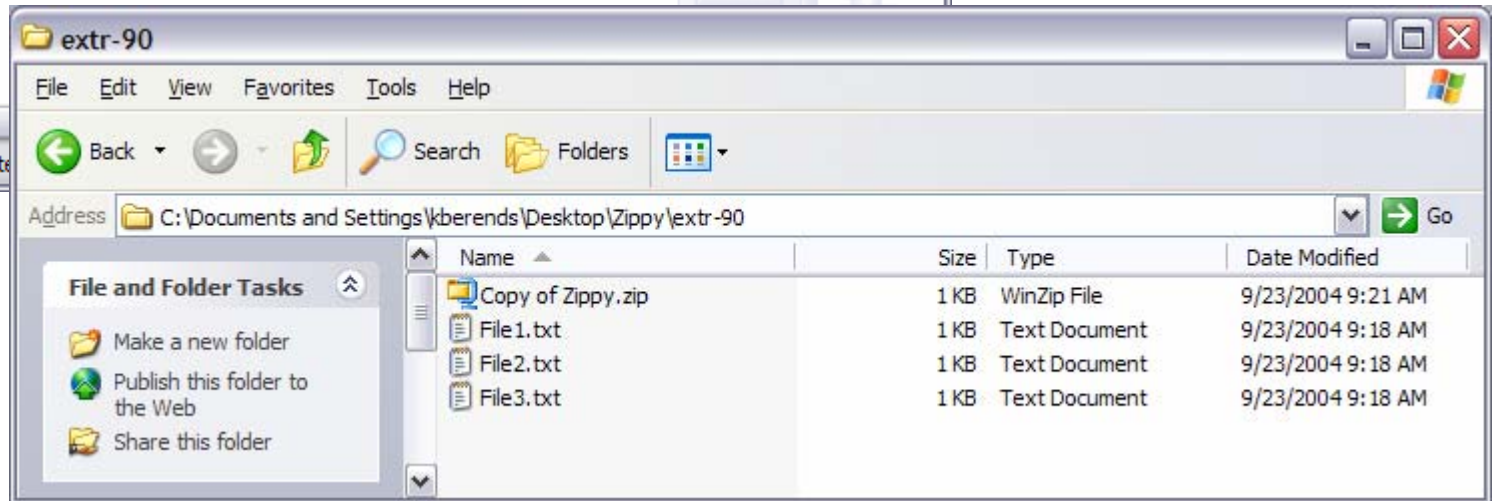 extr-90
File Edit View Favorites Tools Help
Back Search Folders
Address C:\Documents and Settings\kberends\Desktop\Zippy\extr-90 Go
Name Size Type Date Modified
File and Folder Tasks
Make a new folder
Publish this folder to
the Web
Share this folder
Copy of Zippy.zip 1 KB WinZip File 9/23/2004 9:21 AM
File1.txt 1 KB Text Document 9/23/2004 9:18 AM
File2.txt 1 KB Text Document 9/23/2004 9:18 AM
File3.txt 1 KB Text Document 9/23/2004 9:18 AM